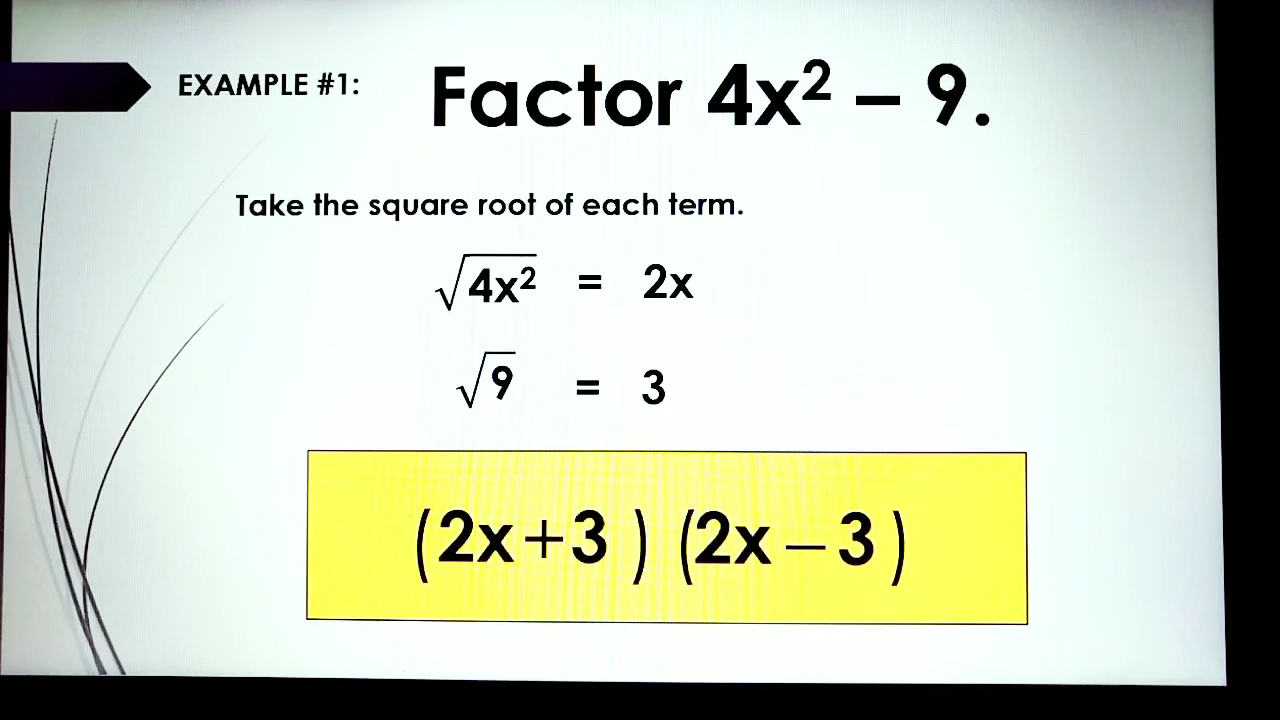 EXAMPLE #1:
Factor 4x² – 9.
Take the square root of each term.
√4x² = 2x
√9 = 3
(2x+3 ) (2x – 3 )